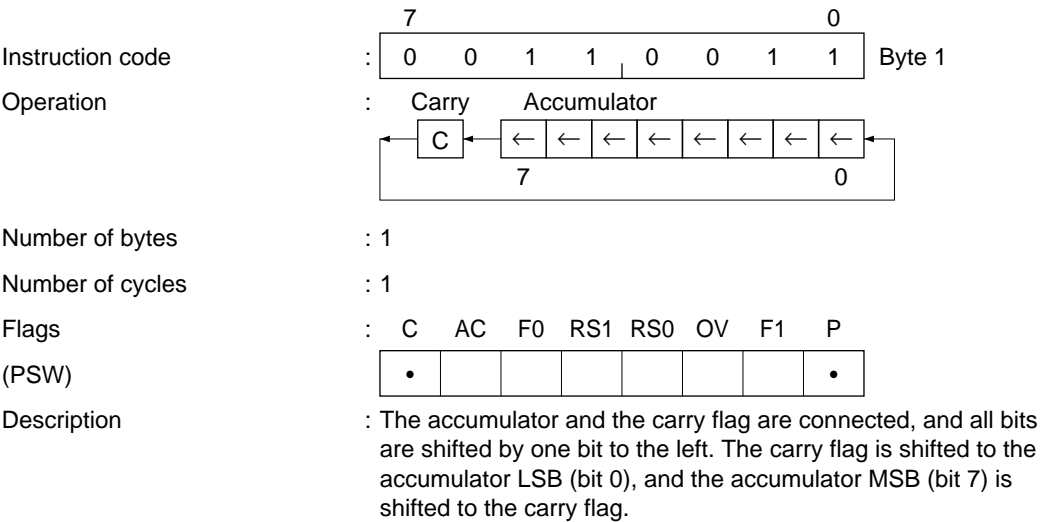 7 0
Instruction code : 0 0 1 1 0 0 1 1 Byte 1
Operation : Carry Accumulator
C ← ← ← ← ← ← ← ←
7 0
Number of bytes : 1
Number of cycles : 1
Flags : C AC F0 RS1 RS0 OV F1 P
(PSW) • •
Description : The accumulator and the carry flag are connected, and all bits
are shifted by one bit to the left. The carry flag is shifted to the
accumulator LSB (bit 0), and the accumulator MSB (bit 7) is
shifted to the carry flag.